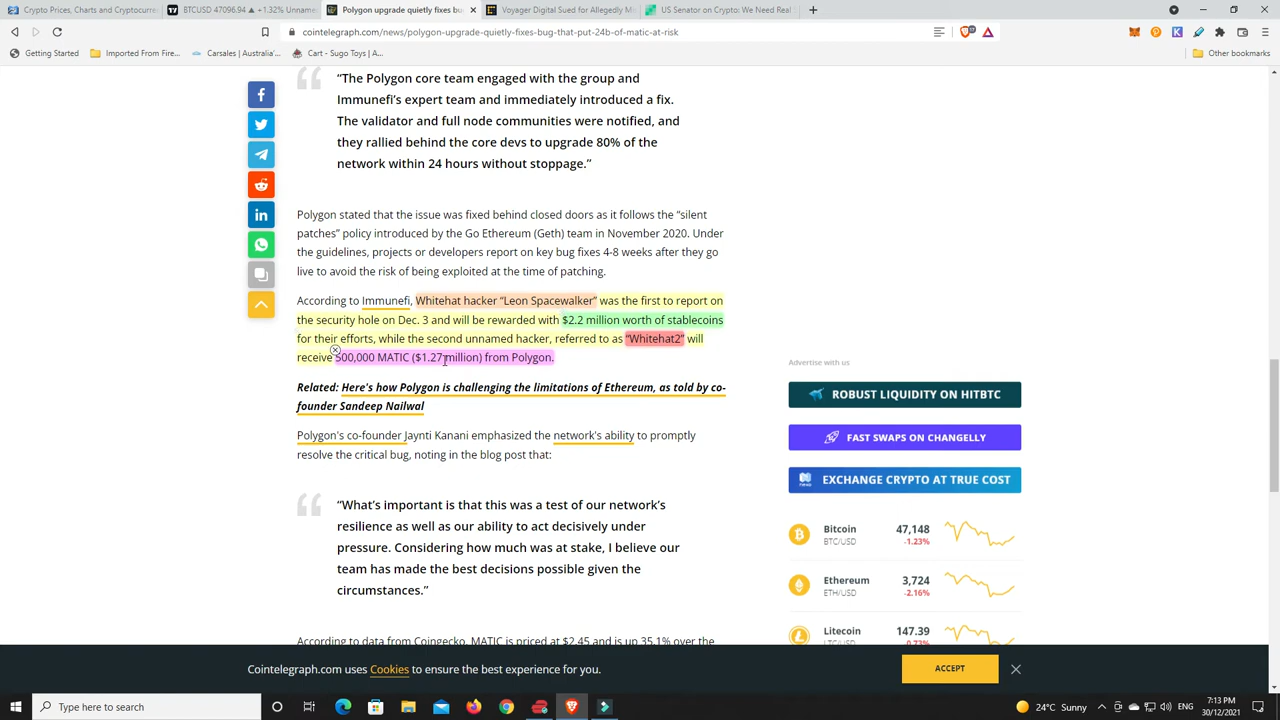 Crypto Prices, Charts and Cryptocurr
BTCUSD 47096.94 ▲ +1.32% Unname
Polygon upgrade quietly fixes bug
Voyager Digital Sued for Allegedly Mi
US Senator on Crypto: We Need Real
cointelegraph.com/news/polygon-upgrade-quietly-fixes-bug-that-put-24b-of-matic-at-risk
Getting Started
Imported From Fire...
Carsales | Australia'...
Cart - Sugo Toys | A...
Other bookmarks
“The Polygon core team engaged with the group and
Immunefi’s expert team and immediately introduced a fix.
The validator and full node communities were notified, and
they rallied behind the core devs to upgrade 80% of the
network within 24 hours without stoppage.”
Polygon stated that the issue was fixed behind closed doors as it follows the “silent
patches” policy introduced by the Go Ethereum (Geth) team in November 2020. Under
the guidelines, projects or developers report on key bug fixes 4-8 weeks after they go
live to avoid the risk of being exploited at the time of patching.
According to Immunefi, Whitehat hacker “Leon Spacewalker” was the first to report on
the security hole on Dec. 3 and will be rewarded with $2.2 million worth of stablecoins
for their efforts, while the second unnamed hacker, referred to as “Whitehat2” will
receive 500,000 MATIC ($1.27 million) from Polygon.
Related: Here's how Polygon is challenging the limitations of Ethereum, as told by co-
founder Sandeep Nailwal
Polygon's co-founder Jaynti Kanani emphasized the network's ability to promptly
resolve the critical bug, noting in the blog post that:
“What’s important is that this was a test of our network’s
resilience as well as our ability to act decisively under
pressure. Considering how much was at stake, I believe our
team has made the best decisions possible given the
circumstances.”
According to data from Coingecko, MATIC is priced at $2.45 and is up 35.1% over the
Advertise with us
ROBUST LIQUIDITY ON HITBTC
FAST SWAPS ON CHANGELLY
EXCHANGE CRYPTO AT TRUE COST
Bitcoin 47,148
BTC/USD -1.23%
Ethereum 3,724
ETH/USD -2.16%
Litecoin 147.39
LTC/USD -0.73%
Cointelegraph.com uses Cookies to ensure the best experience for you.
ACCEPT
Type here to search
24°C Sunny
ENG
7:13 PM
30/12/2021